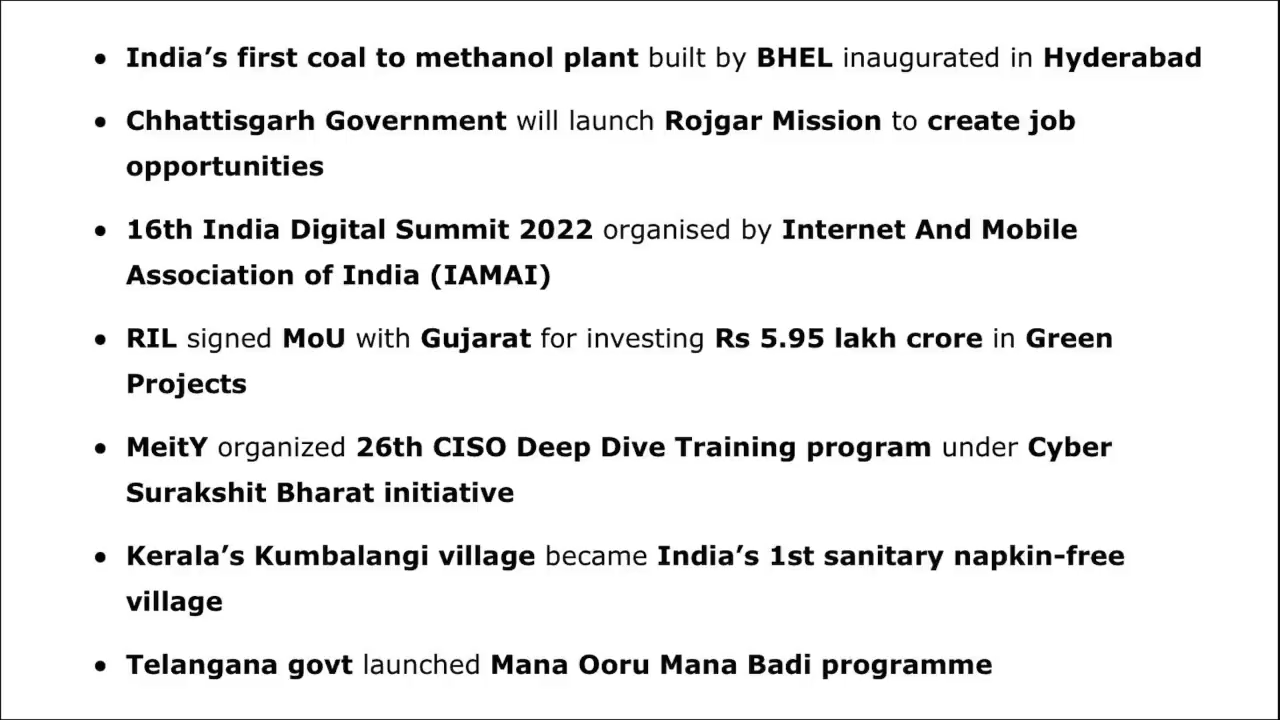 • India’s first coal to methanol plant built by BHEL inaugurated in Hyderabad
• Chhattisgarh Government will launch Rojgar Mission to create job
opportunities
• 16th India Digital Summit 2022 organised by Internet And Mobile
Association of India (IAMAI)
• RIL signed MoU with Gujarat for investing Rs 5.95 lakh crore in Green
Projects
• MeitY organized 26th CISO Deep Dive Training program under Cyber
Surakshit Bharat initiative
• Kerala’s Kumbalangi village became India’s 1st sanitary napkin-free
village
• Telangana govt launched Mana Ooru Mana Badi programme